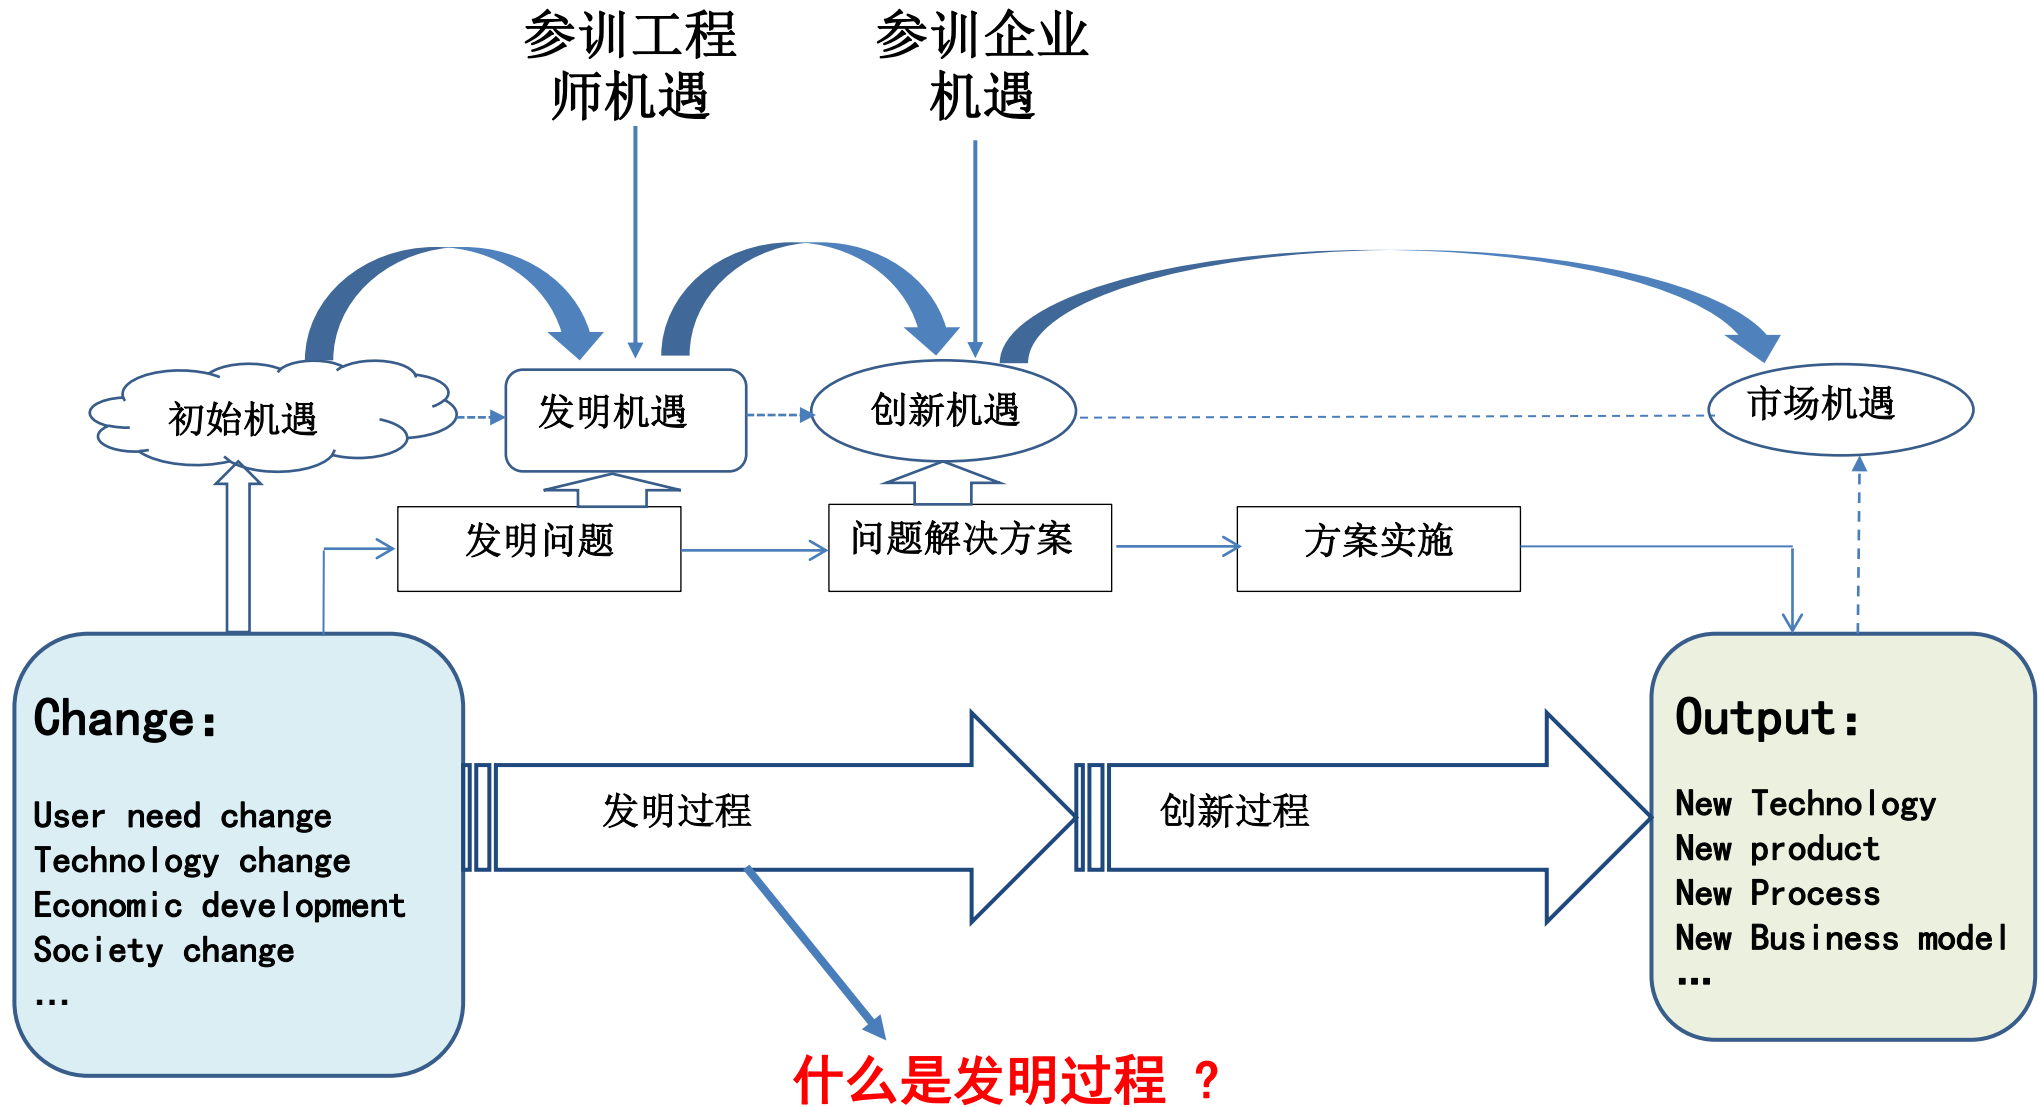 参训工程
师机遇
参训企业
机遇
初始机遇
发明机遇
创新机遇
市场机遇
发明问题
问题解决方案
方案实施
Change：
User need change
Technology change
Economic development
Society change
...
发明过程
创新过程
Output：
New Technology
New product
New Process
New Business model
...
什么是发明过程 ？